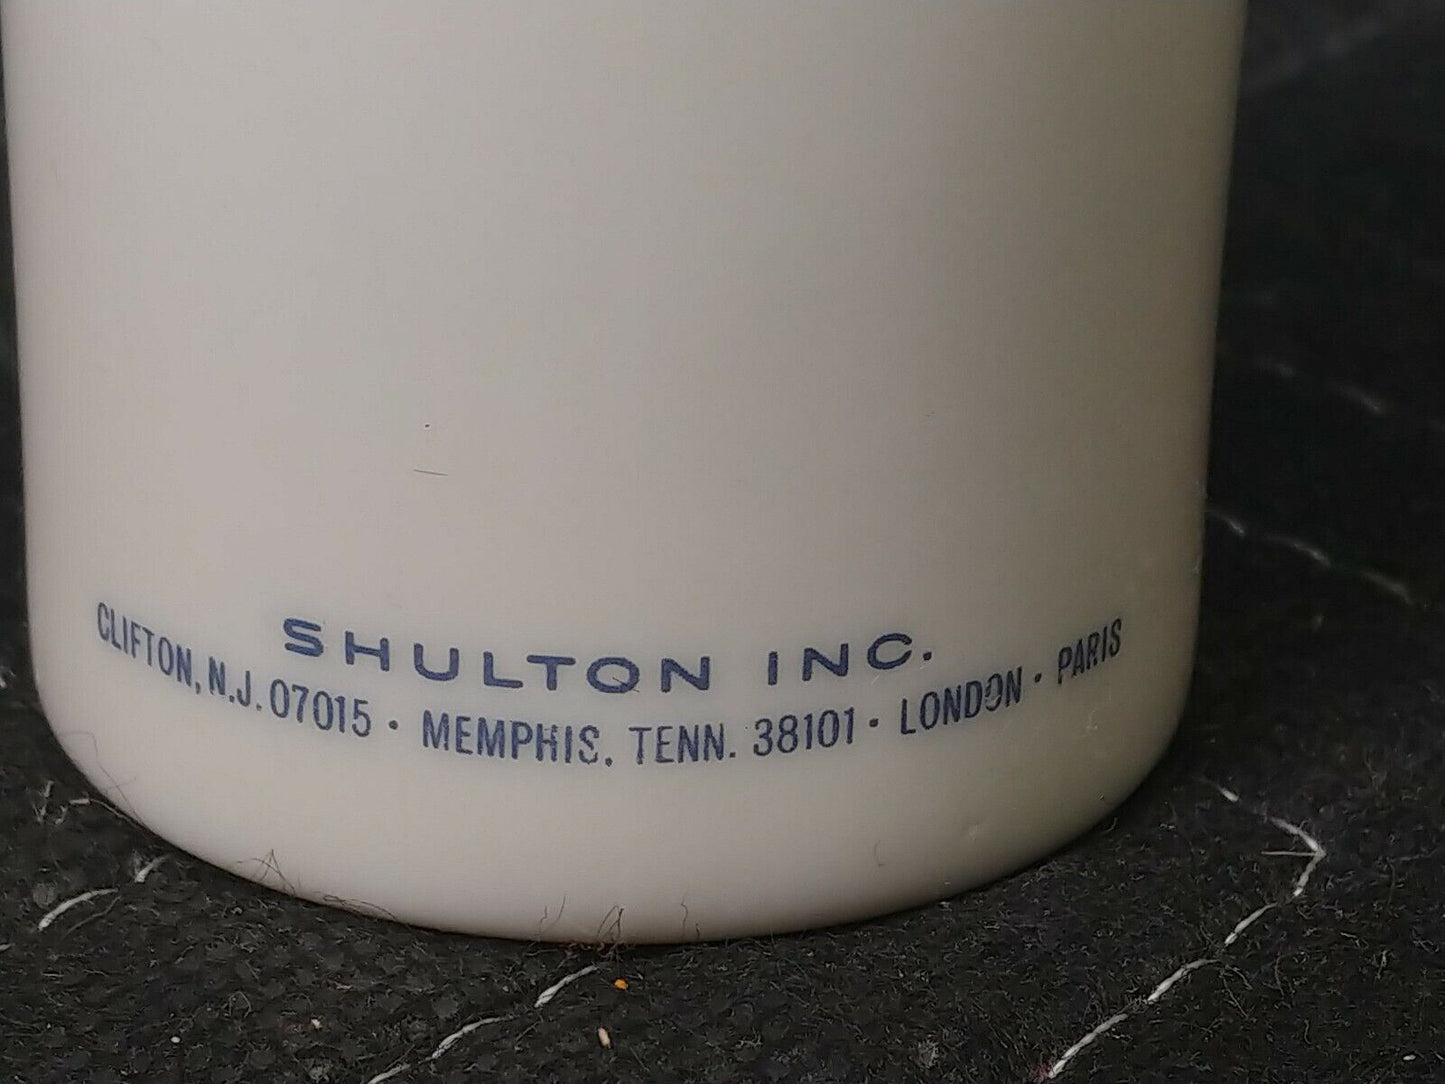 SHULTON INC.
CLIFTON, N.J. 07015 · MEMPHIS, TENN. 38101 · LONDON · PARIS